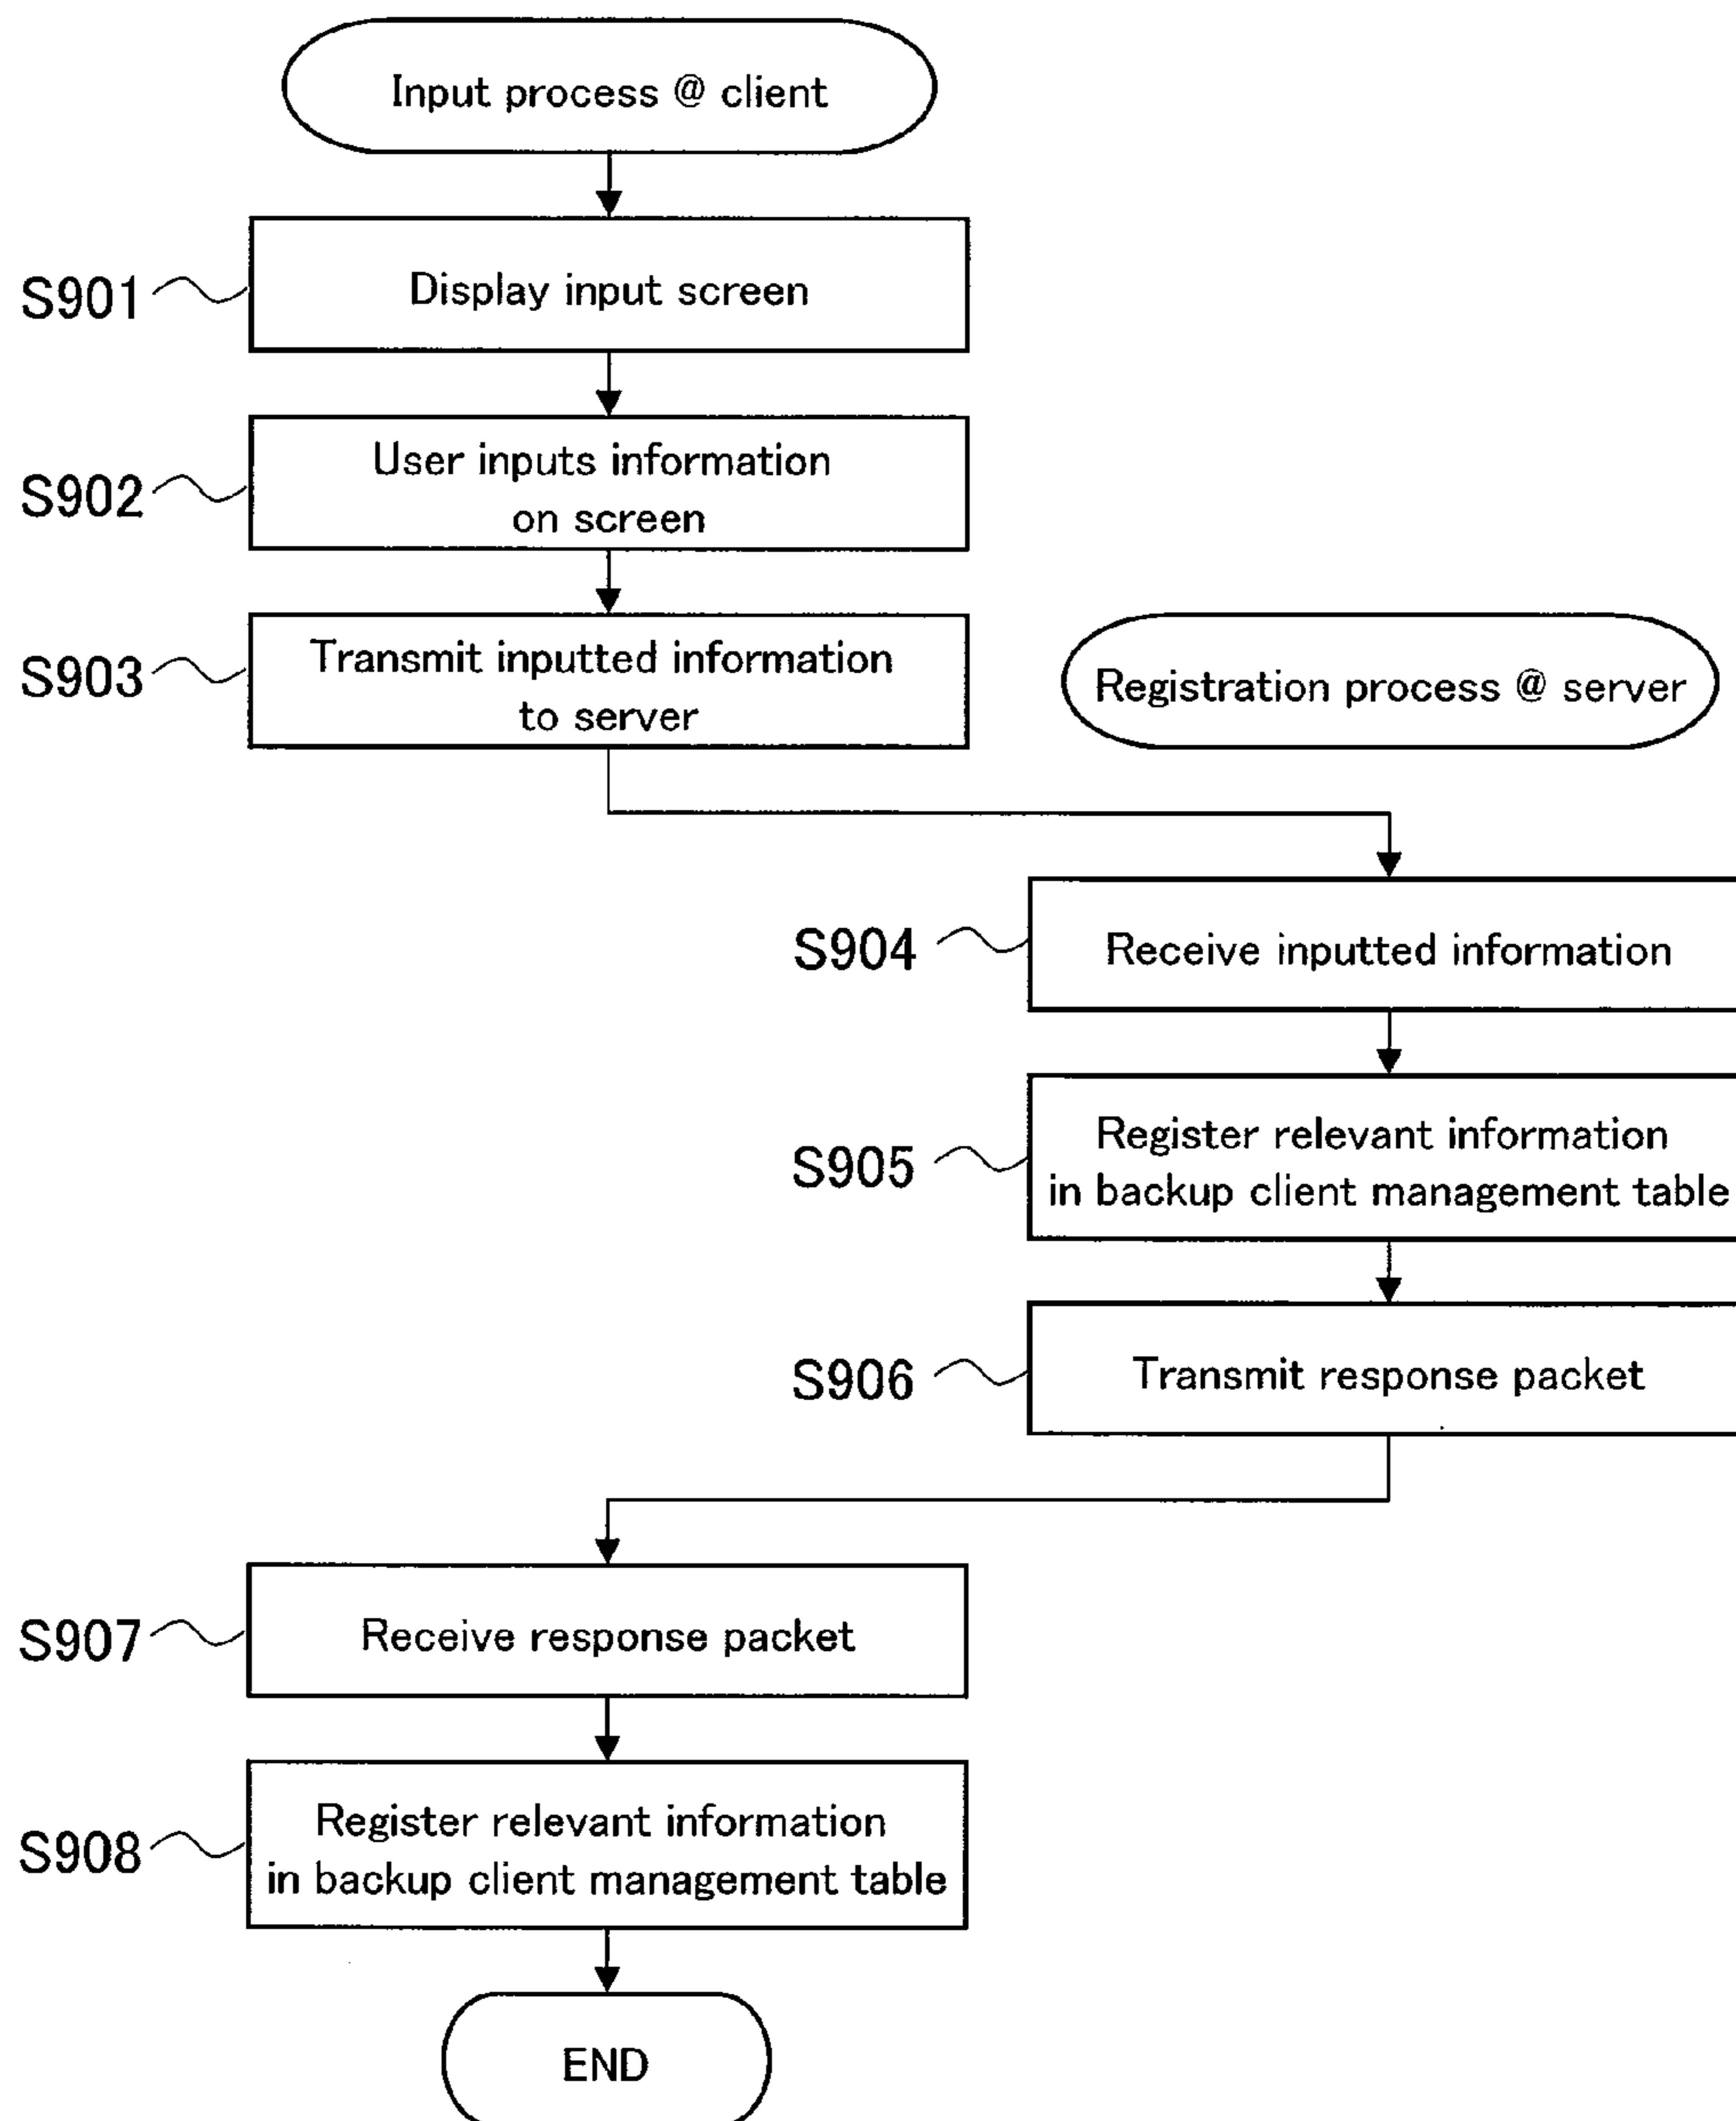 Input process @ client
S901
Display input screen
S902
User inputs information
on screen
S903
Transmit inputted information
to server
Registration process @ server
S904
Receive inputted information
S905
Register relevant information
in backup client management table
S906
Transmit response packet
S907
Receive response packet
S908
Register relevant information
in backup client management table
END